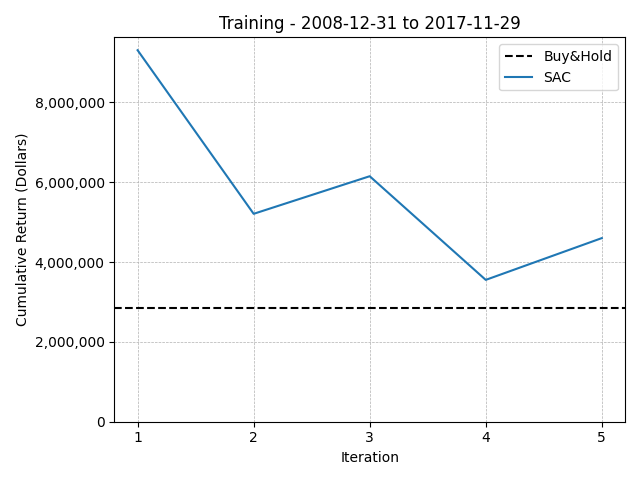 Training - 2008-12-31 to 2017-11-29
Buy&Hold
SAC
Cumulative Return (Dollars)
8,000,000
6,000,000
4,000,000
2,000,000
0
1 2 3 4 5
Iteration